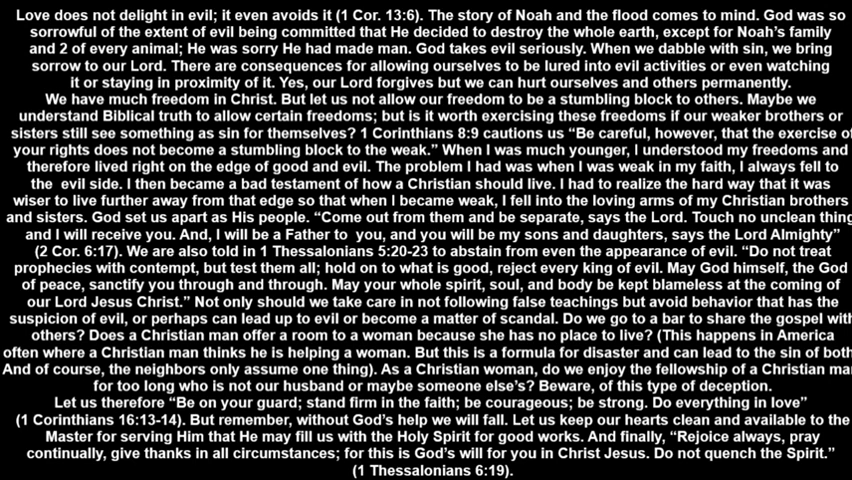 Love does not delight in evil; it even avoids it (1 Cor. 13:6). The story of Noah and the flood comes to mind. God was so
sorrowful of the extent of evil being committed that He decided to destroy the whole earth, except for Noah's family
and 2 of every animal; He was sorry He had made man. God takes evil seriously. When we dabble with sin, we bring
sorrow to our Lord. There are consequences for allowing ourselves to be lured into evil activities or even watching
it or staying in proximity of it. Yes, our Lord forgives but we can hurt ourselves and others permanently.
We have much freedom in Christ. But let us not allow our freedom to be a stumbling block to others. Maybe we
understand Biblical truth to allow certain freedoms; but is it worth exercising these freedoms if our weaker brothers or
sisters still see something as sin for themselves? 1 Corinthians 8:9 cautions us “Be careful, however, that the exercise of
your rights does not become a stumbling block to the weak.” When I was much younger, I understood my freedoms and
therefore lived right on the edge of good and evil. The problem I had was when I was weak in my faith, I always fell to
the evil side. I then became a bad testament of how a Christian should live. I had to realize the hard way that it was
wiser to live further away from that edge so that when I became weak, I fell into the loving arms of my Christian brothers
and sisters. God set us apart as His people. “Come out from them and be separate, says the Lord. Touch no unclean thing
and I will receive you. And, I will be a Father to you, and you will be my sons and daughters, says the Lord Almighty”
(2 Cor. 6:17). We are also told in 1 Thessalonians 5:20-23 to abstain from even the appearance of evil. “Do not treat
prophecies with contempt, but test them all; hold on to what is good, reject every king of evil. May God himself, the God
of peace, sanctify you through and through. May your whole spirit, soul, and body be kept blameless at the coming of
our Lord Jesus Christ.” Not only should we take care in not following false teachings but avoid behavior that has the
suspicion of evil, or perhaps can lead up to evil or become a matter of scandal. Do we go to a bar to share the gospel with
others? Does a Christian man offer a room to a woman because she has no place to live? (This happens in America
often where a Christian man thinks he is helping a woman. But this is a formula for disaster and can lead to the sin of both
And of course, the neighbors only assume one thing). As a Christian woman, do we enjoy the fellowship of a Christian man
for too long who is not our husband or maybe someone else's? Beware, of this type of deception.
Let us therefore “Be on your guard; stand firm in the faith; be courageous; be strong. Do everything in love”
(1 Corinthians 16:13-14). But remember, without God's help we will fall. Let us keep our hearts clean and available to the
Master for serving Him that He may fill us with the Holy Spirit for good works. And finally, “Rejoice always, pray
continually, give thanks in all circumstances; for this is God's will for you in Christ Jesus. Do not quench the Spirit.”
(1 Thessalonians 6:19).